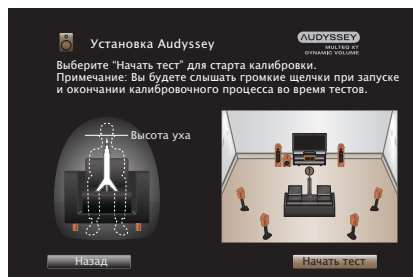 Установка Audyssey
AUDYSSEY
MULTEQ XT
DYNAMIC VOLUME
Выберите “Начать тест” для старта калибровки.
Примечание: Вы будете слышать громкие щелчки при запуске
и окончании калибровочного процесса во время тестов.
Высота уха
Назад
Начать тест